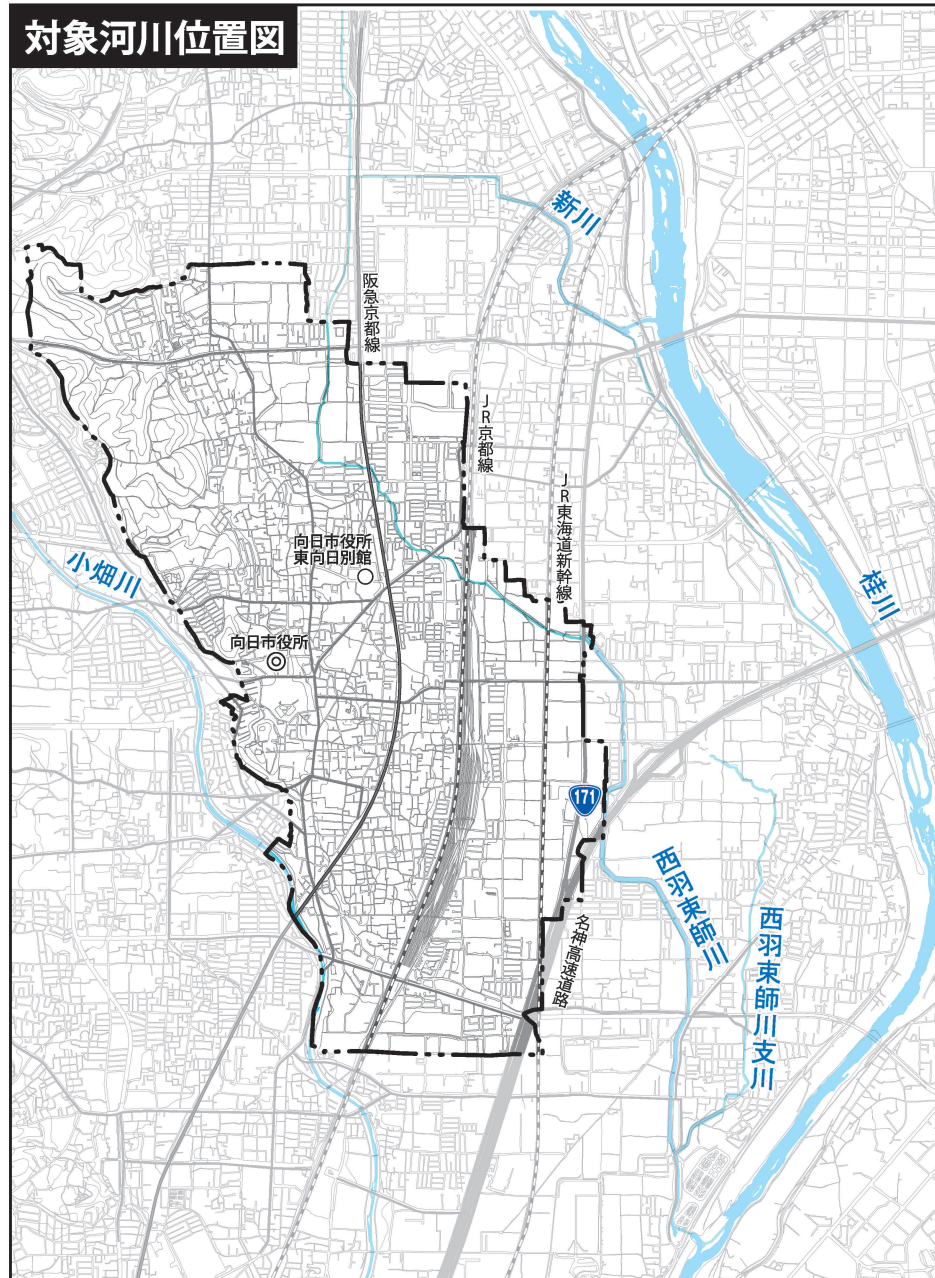 対象河川位置図
新川
阪急京都線
JR京都線
JR東海道新幹線
向日市役所
東向日別館
小畑川
桂川
向日市役所
171
西羽束師川
西羽束師川支川
名神高速道路